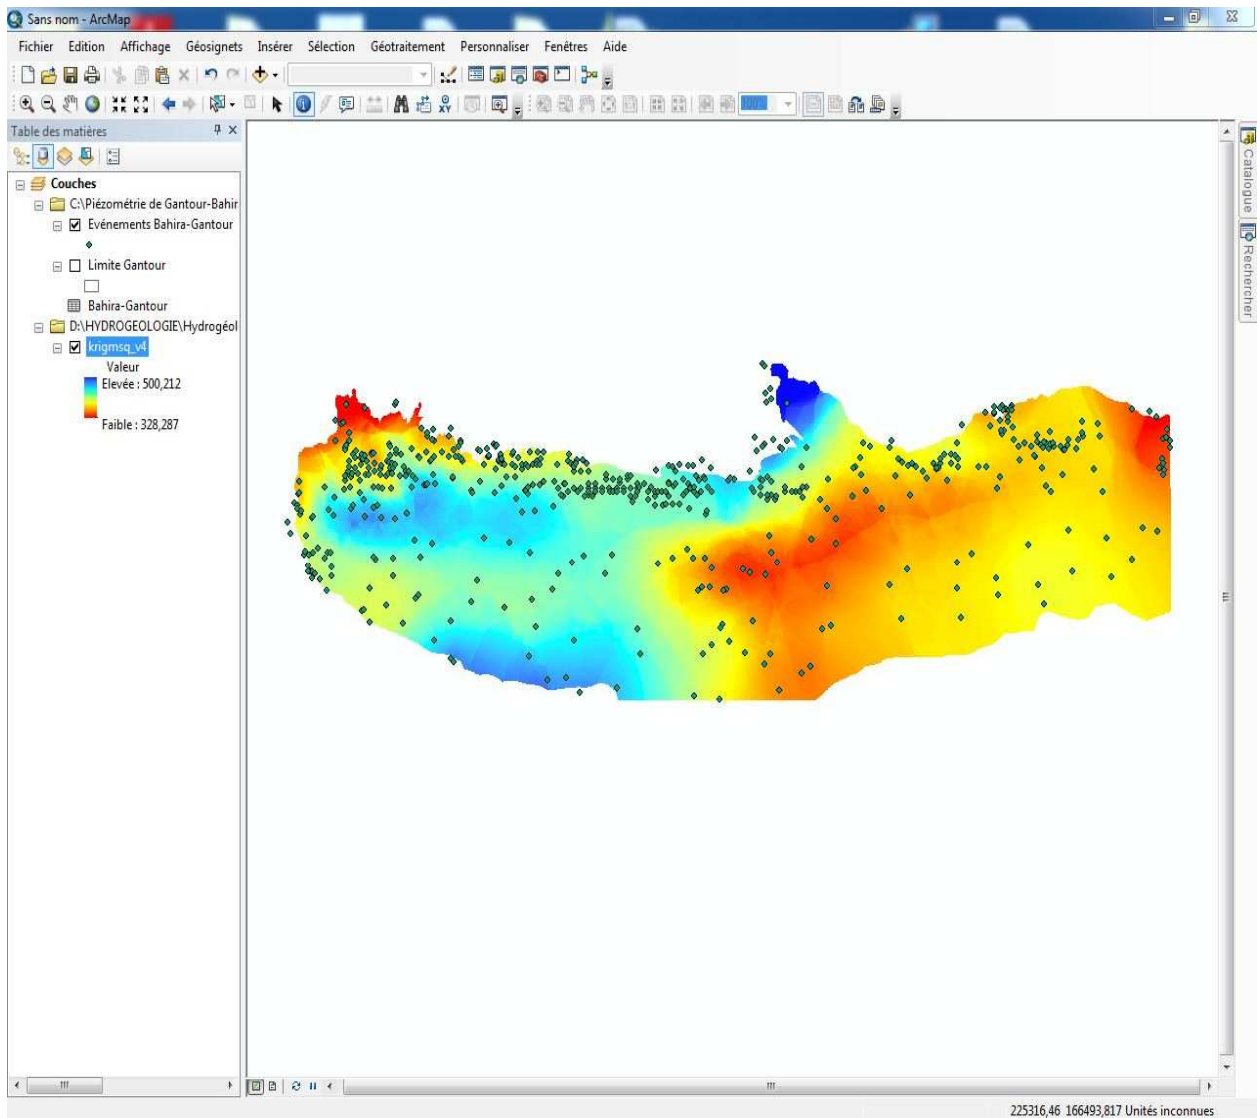 Sans nom - ArcMap
Fichier Edition Affichage Géosignets Insérer Sélection Géotraitement Personnaliser Fenêtres Aide
100%
Table des matières
Couches
C:\Piézométrie de Gantour-Bahir
Evénements Bahira-Gantour
Limite Gantour
Bahira-Gantour
D:\HYDROGEOLOGIE\Hydrogéol
krigmsq_v4
Valeur
Elevée : 500,212
Faible : 328,287
Catalogue
Rechercher
225316,46 166493,817 Unités inconnues